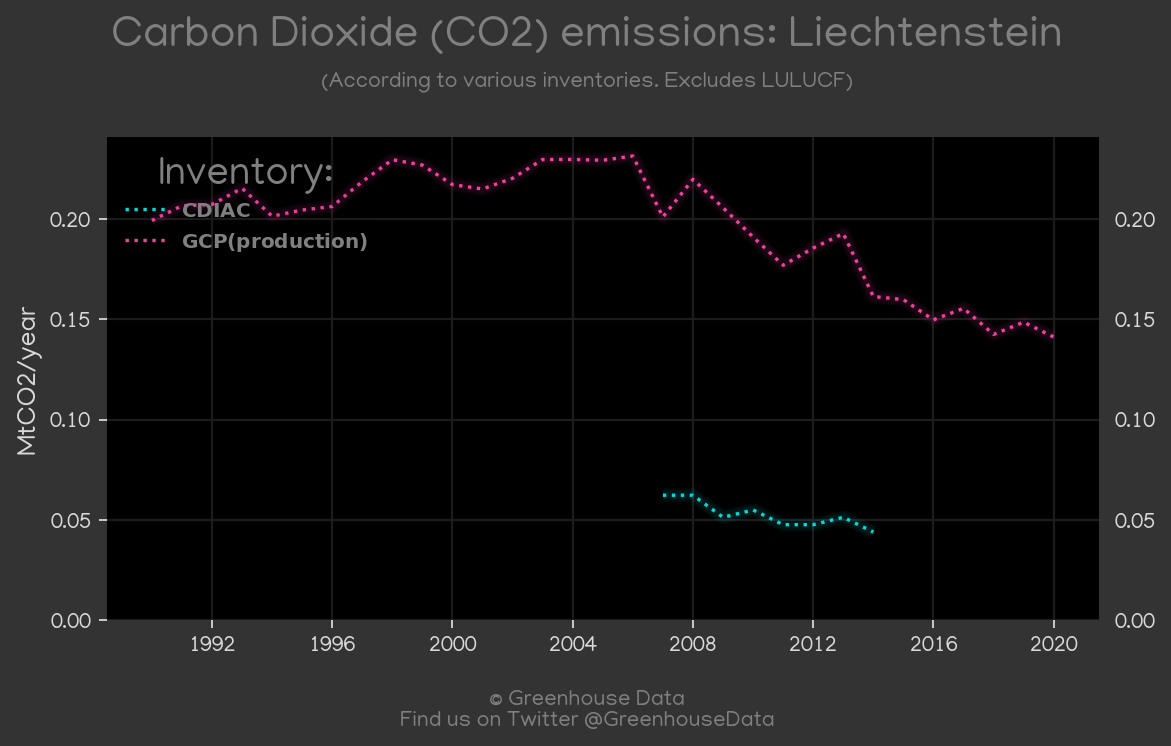 Carbon Dioxide (CO2) emissions: Liechtenstein
(According to various inventories. Excludes LULUCF)
Inventory:
CDIAC
GCP(production)
MtCO2/year
0.20
0.15
0.10
0.05
0.00
0.20
0.15
0.10
0.05
0.00
1992 1996 2000 2004 2008 2012 2016 2020
© Greenhouse Data
Find us on Twitter @GreenhouseData